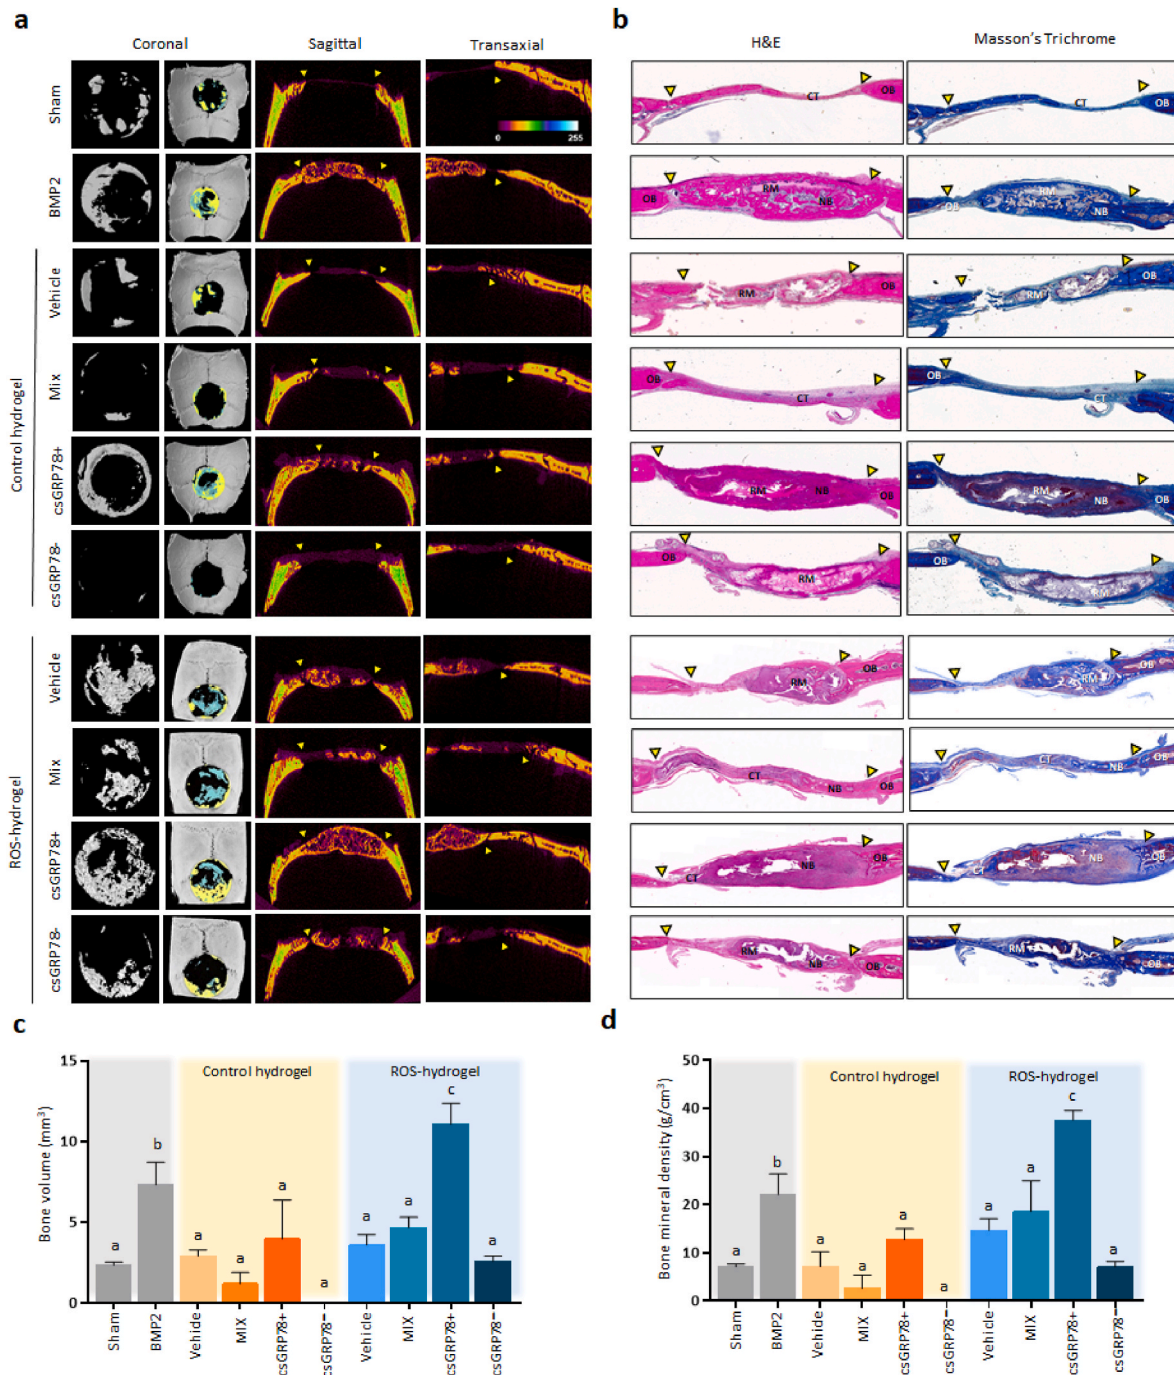 a
Coronal
Sagittal
Transaxial
Sham
0
255
BMP2
Control hydrogel
Vehicle
Mix
csGRP78+
csGRP78-
ROS-hydrogel
Vehicle
Mix
csGRP78+
csGRP78-
b
H&E
Masson's Trichrome
CT
OB
CT
OB
OB
RM
NB
OB
RM
NB
RM
OB
RM
OB
OB
CT
OB
CT
RM
NB
OB
RM
NB
OB
OB
RM
OB
RM
RM
OB
RM
OB
CT
NB
OB
CT
NB
OB
CT
NB
OB
CT
NB
OB
RM
NB
OB
RM
NB
OB
c
Bone volume (mm³)
15
10
5
0
Control hydrogel
ROS-hydrogel
a
b
a
a
a
a
a
a
c
a
Sham
BMP2
Vehicle
MIX
csGRP78+
csGRP78−
Vehicle
MIX
csGRP78+
csGRP78−
d
Bone mineral density (g/cm³)
50
40
30
20
10
0
Control hydrogel
ROS-hydrogel
a
b
a
a
a
a
a
a
c
a
Sham
BMP2
Vehicle
MIX
csGRP78+
csGRP78−
Vehicle
MIX
csGRP78+
csGRP78−